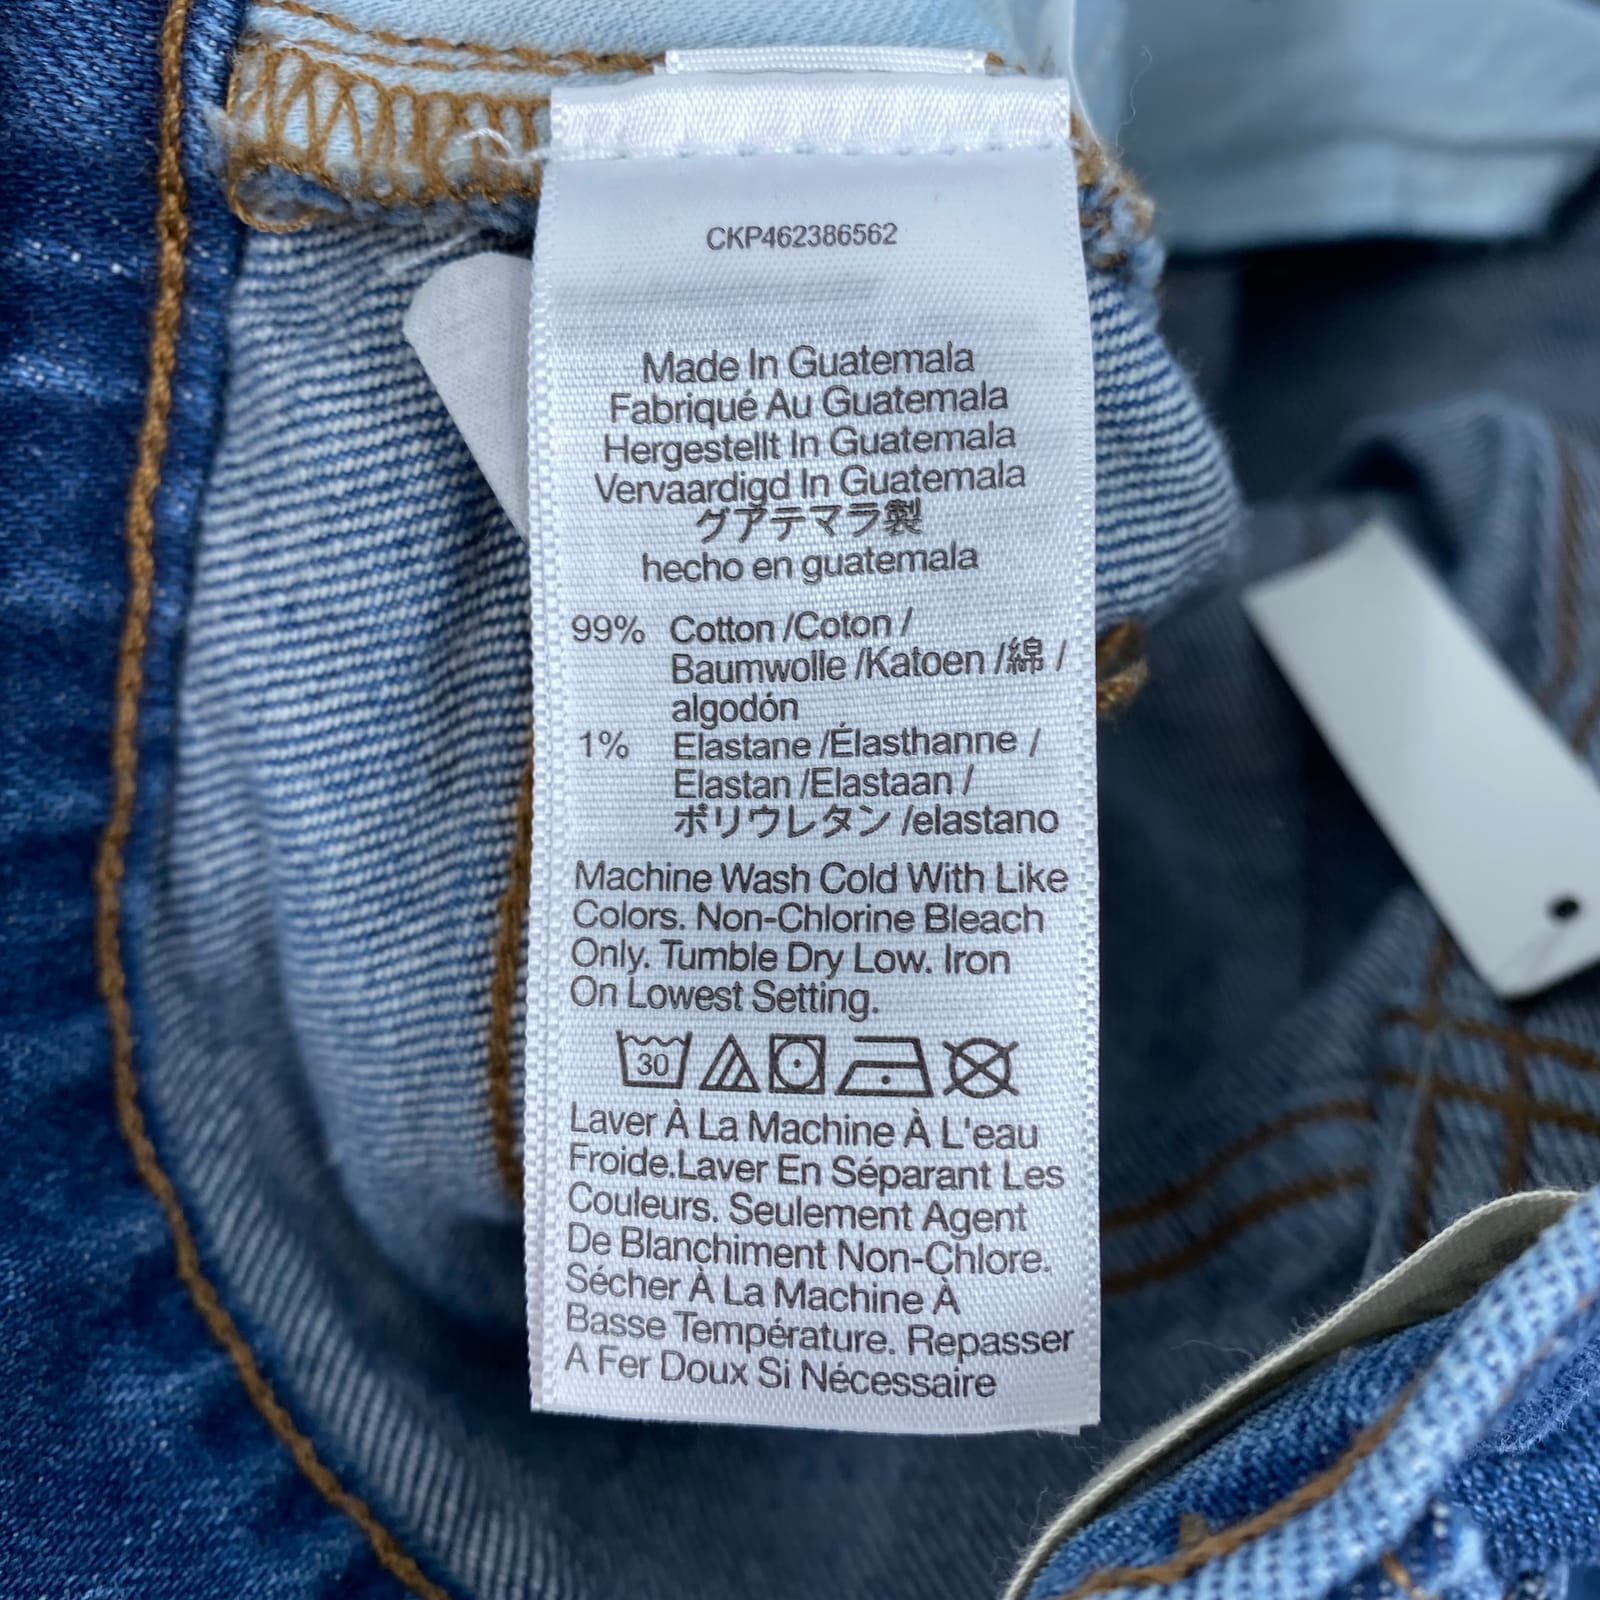 CKP462386562
Made In Guatemala
Fabriqué Au Guatemala
Hergestellt In Guatemala
Vervaardigd In Guatemala
グアテマラ製
hecho en guatemala
99% Cotton /Coton /
Baumwolle /Katoen /綿 /
algodón
1% Elastane /Élasthanne /
Elastan /Elastaan /
ポリウレタン /elastano
Machine Wash Cold With Like
Colors. Non-Chlorine Bleach
Only. Tumble Dry Low. Iron
On Lowest Setting.
30
Laver À La Machine À L'eau
Froide.Laver En Séparant Les
Couleurs. Seulement Agent
De Blanchiment Non-Chlore.
Sécher À La Machine À
Basse Température. Repasser
A Fer Doux Si Nécessaire